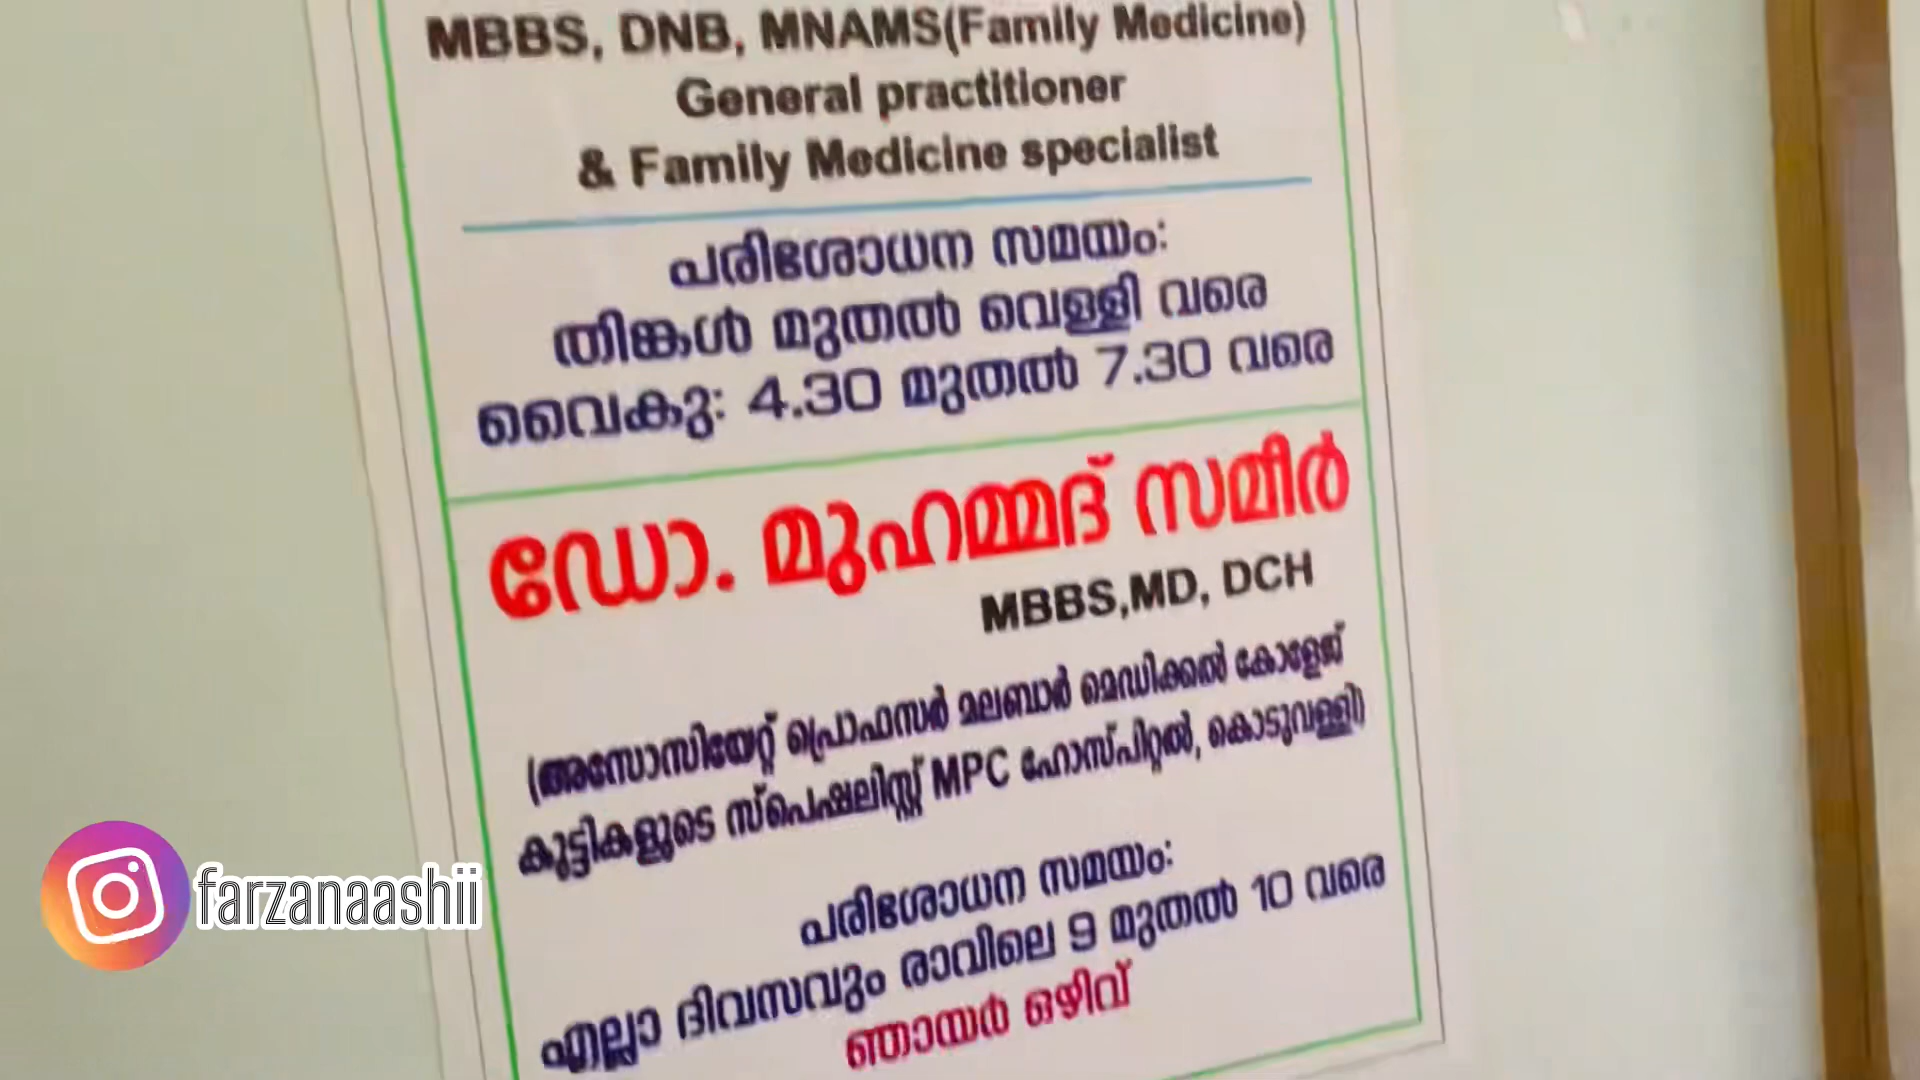 MBBS, DNB, MNAMS(Family Medicine)
General practitioner
& Family Medicine specialist
പരിശോധന സമയം:
തിങ്കൾ മുതൽ വെള്ളി വരെ
വൈകു: 4.30 മുതൽ 7.30 വരെ
ഡോ. മുഹമ്മദ് സമീർ
MBBS,MD, DCH
(അസോസിയേറ്റ് പ്രൊഫസർ മലബാർ മെഡിക്കൽ കോളേജ്
കുട്ടികളുടെ സ്പെഷലിസ്റ്റ് MPC ഹോസ്പിറ്റൽ, കൊടുവള്ളി)
പരിശോധന സമയം:
എല്ലാ ദിവസവും രാവിലെ 9 മുതൽ 10 വരെ
ഞായർ ഒഴിവ്
farzanaashii